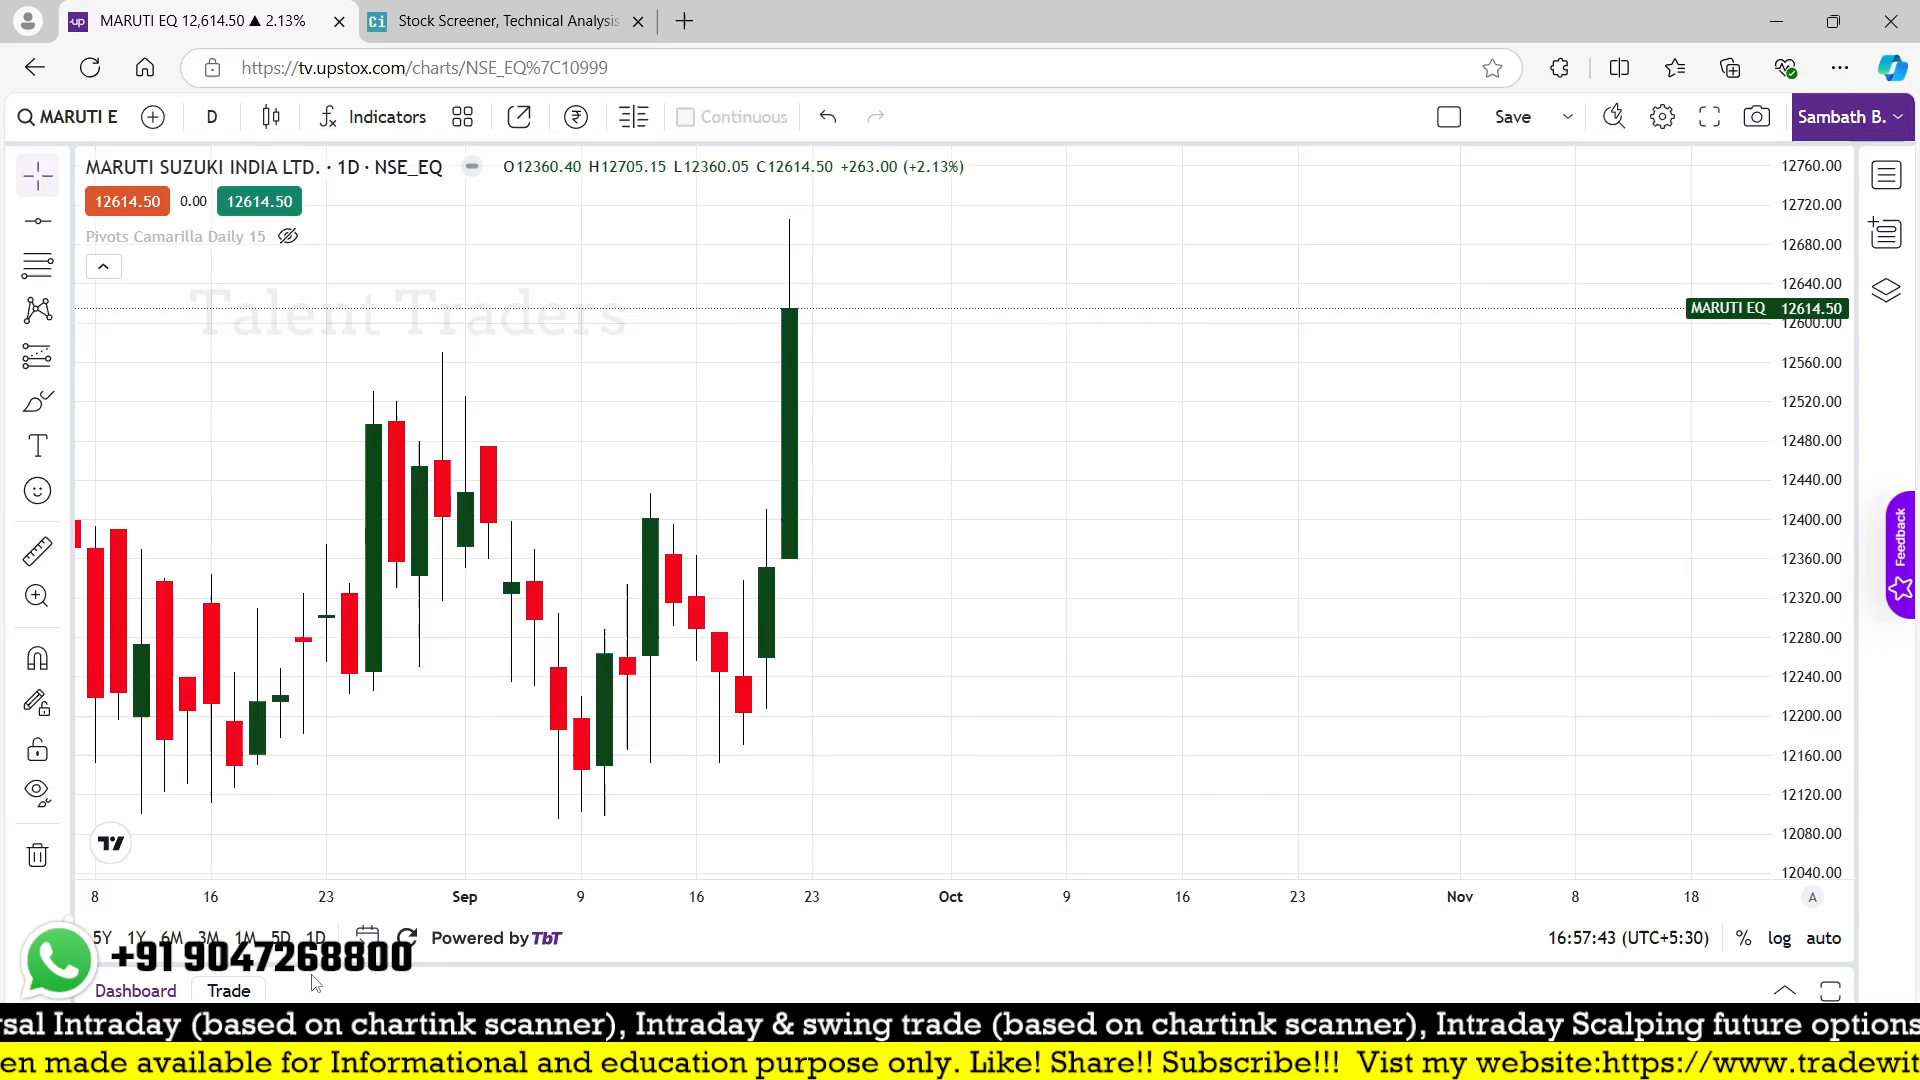 MARUTI EQ 12,614.50 ▲ 2.13%
Ci Stock Screener, Technical Analysis
https://tv.upstox.com/charts/NSE_EQ%7C10999
MARUTI E D Indicators Continuous Save Sambath B.
MARUTI SUZUKI INDIA LTD. · 1D · NSE_EQ O12360.40 H12705.15 L12360.05 C12614.50 +263.00 (+2.13%)
12614.50 0.00 12614.50
Pivots Camarilla Daily 15
Talent Traders
12760.00
12720.00
12680.00
12640.00
MARUTI EQ 12614.50
12600.00
12560.00
12520.00
12480.00
12440.00
12400.00
12360.00
12320.00
12280.00
12240.00
12200.00
12160.00
12120.00
12080.00
12040.00
Feedback
8 16 23 Sep 9 16 23 Oct 9 16 23 Nov 8 18 A
5Y 1Y 6M 3M 1M 5D 1D Powered by TbT 16:57:43 (UTC+5:30) % log auto
+91 9047268800
Dashboard Trade
sal Intraday (based on chartink scanner), Intraday & swing trade (based on chartink scanner), Intraday Scalping future options
en made available for Informational and education purpose only. Like! Share!! Subscribe!!! Vist my website:https://www.tradewit